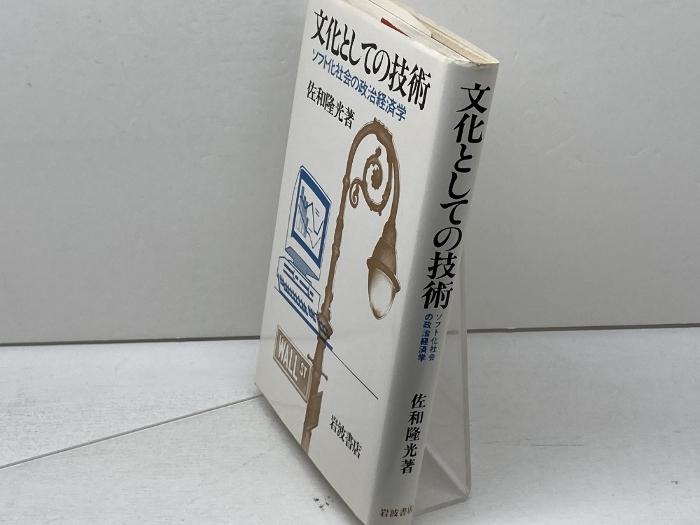 文化としての技術
ソフト化社会の政治経済学
佐和隆光著
WALL ST
岩波書店
文化としての技術
ソフト化社会
の政治経済学
佐和隆光著
岩波書店